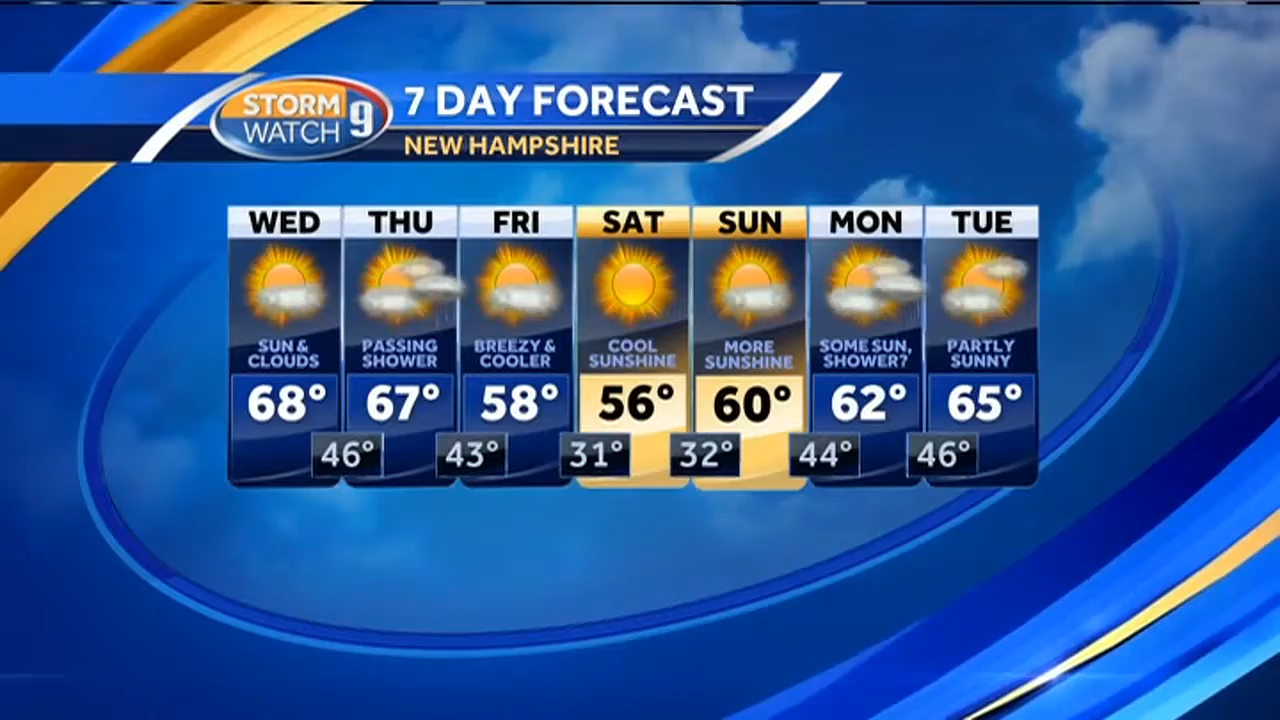 STORM
WATCH 9
7 DAY FORECAST
NEW HAMPSHIRE
WED THU FRI SAT SUN MON TUE
SUN & PASSING BREEZY & COOL MORE SOME SUN, PARTLY
CLOUDS SHOWER COOLER SUNSHINE SUNSHINE SHOWER? SUNNY
68° 67° 58° 56° 60° 62° 65°
46° 43° 31° 32° 44° 46°